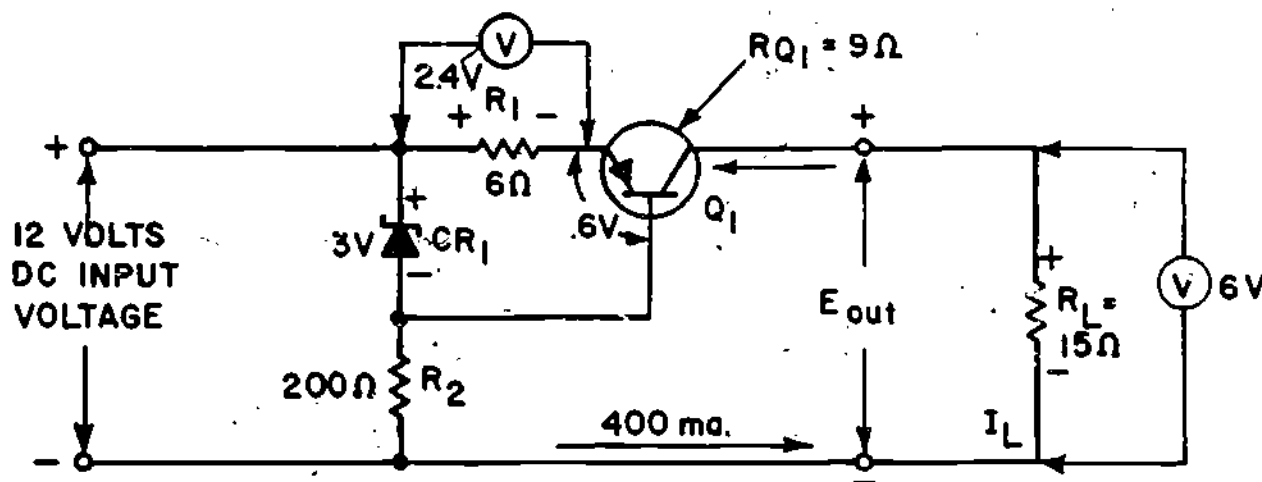 V
2.4V
R1
+ -
RQ1 = 9Ω
+
+
6Ω
.6V
Q1
12 VOLTS
DC INPUT
VOLTAGE
+
3V CR1
-
E out
+
RL =
15Ω
-
V 6V
200Ω R2
400 ma.
IL
-
-